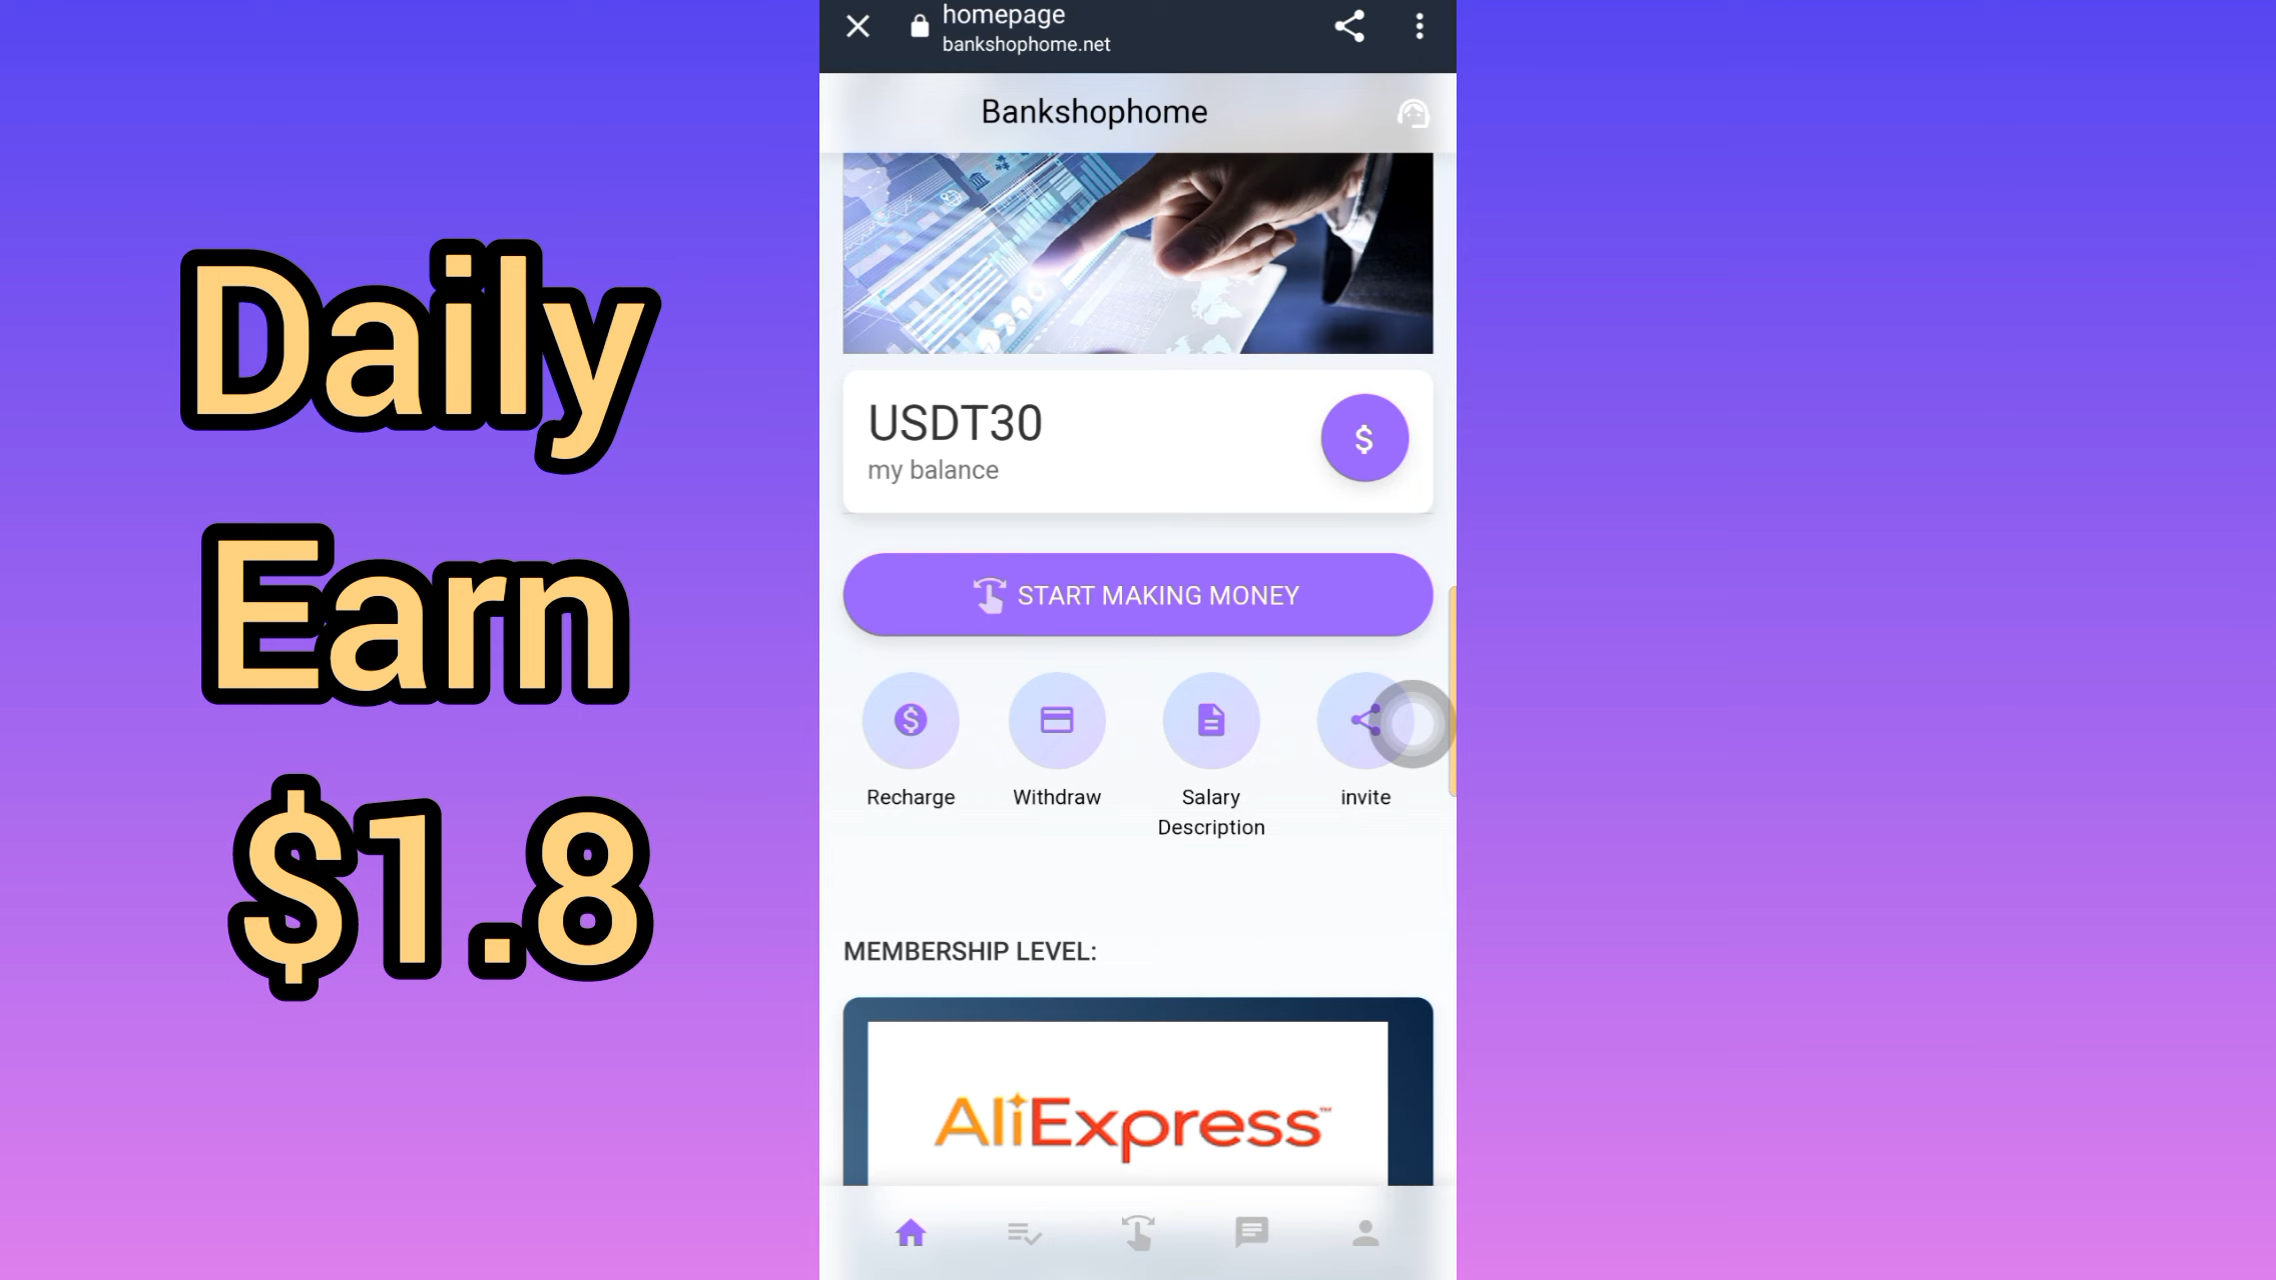 homepage
bankshophome.net
Bankshophome
Daily
Earn
$1.8
USDT30
my balance
$
START MAKING MONEY
Recharge
Withdraw
Salary
Description
invite
MEMBERSHIP LEVEL:
AliExpress™